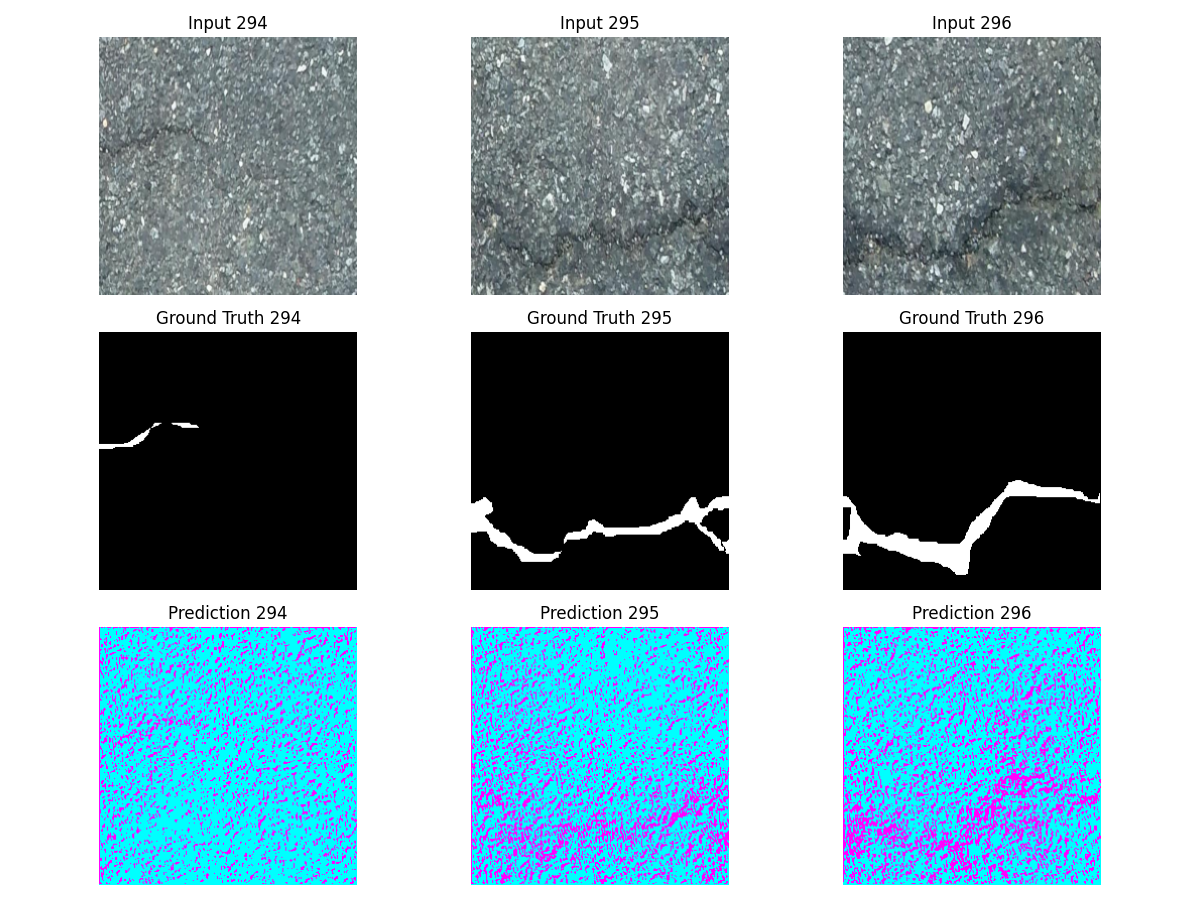 Input 294
Input 295
Input 296
Ground Truth 294
Ground Truth 295
Ground Truth 296
Prediction 294
Prediction 295
Prediction 296